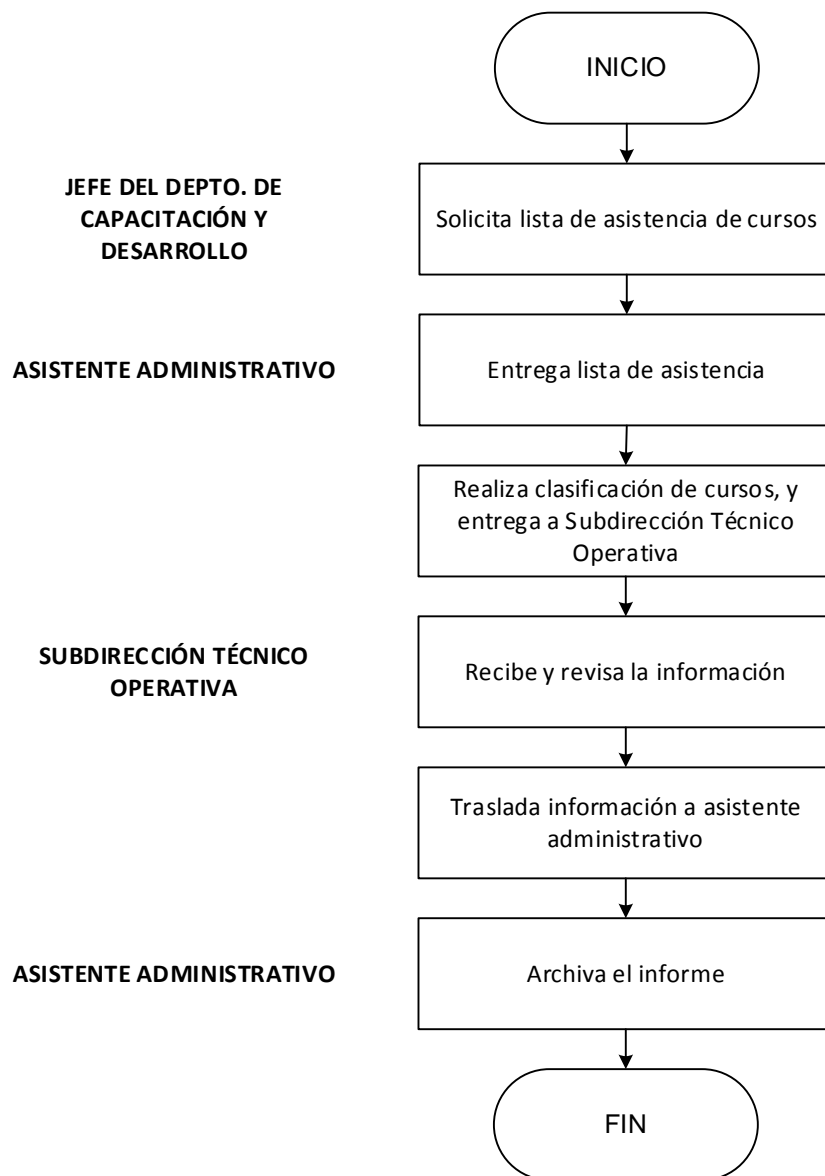 INICIO
JEFE DEL DEPTO. DE
CAPACITACIÓN Y
DESARROLLO
Solicita lista de asistencia de cursos
ASISTENTE ADMINISTRATIVO
Entrega lista de asistencia
Realiza clasificación de cursos, y
entrega a Subdirección Técnico
Operativa
SUBDIRECCIÓN TÉCNICO
OPERATIVA
Recibe y revisa la información
Traslada información a asistente
administrativo
ASISTENTE ADMINISTRATIVO
Archiva el informe
FIN